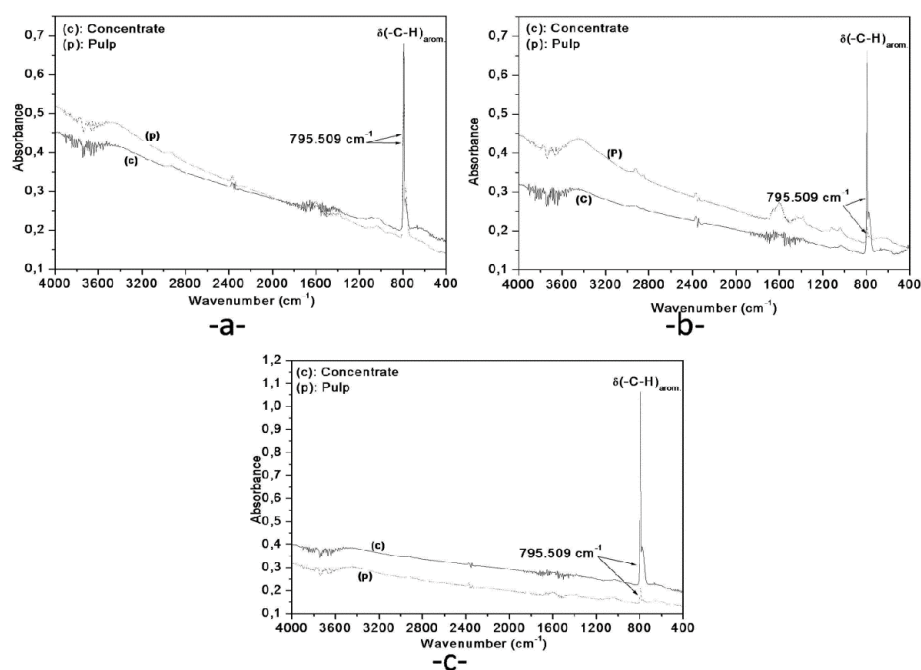 (c): Concentrate
(p): Pulp
δ(-C-H)arom.
0,7
0,6
0,5
0,4
0,3
0,2
0,1
Absorbance
(p)
(c)
795.509 cm⁻¹
4000 3600 3200 2800 2400 2000 1600 1200 800 400
Wavenumber (cm⁻¹)
-a-
(c): Concentrate
(p): Pulp
δ(-C-H)arom.
0,7
0,6
0,5
0,4
0,3
0,2
0,1
Absorbance
(P)
(C)
795.509 cm⁻¹
4000 3600 3200 2800 2400 2000 1600 1200 800 400
Wavenumber (cm⁻¹)
-b-
(c): Concentrate
(p): Pulp
δ(-C-H)arom.
1,2
1,1
1,0
0,9
0,8
0,7
0,6
0,5
0,4
0,3
0,2
0,1
Absorbance
(c)
(p)
795.509 cm⁻¹
4000 3600 3200 2800 2400 2000 1600 1200 800 400
Wavenumber (cm⁻¹)
-c-